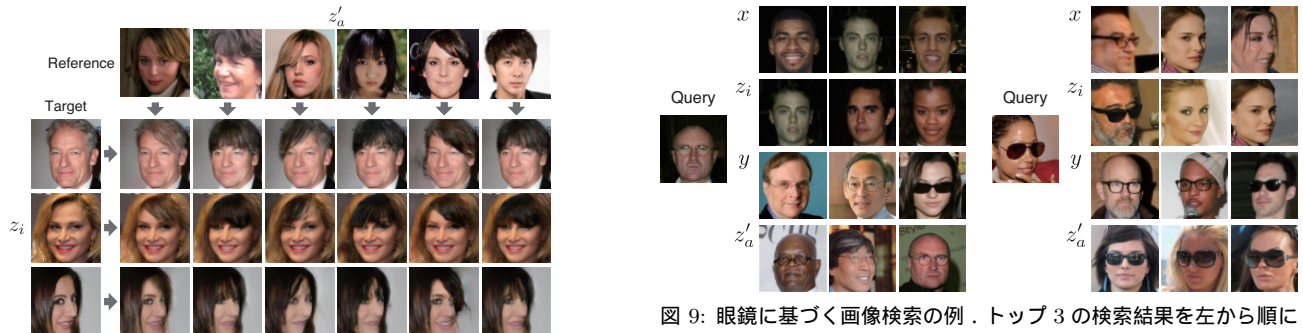 z′_a
Reference
Target
z_i
x
z_i
Query
y
z′_a
x
z_i
Query
y
z′_a
図 9: 眼鏡に基づく画像検索の例．トップ 3 の検索結果を左から順に